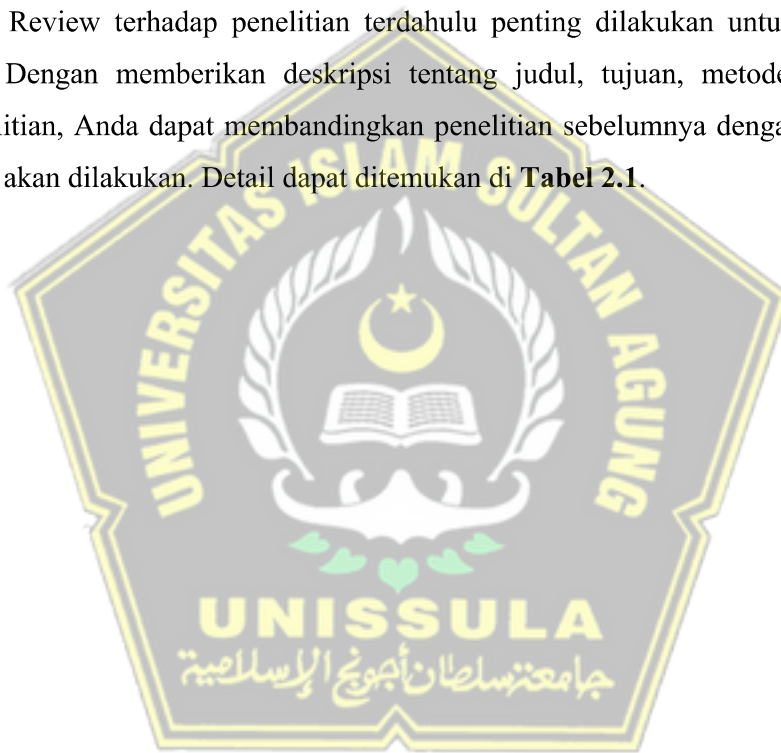 Review terhadap penelitian terdahulu penting dilakukan untu
Dengan memberikan deskripsi tentang judul, tujuan, metode
litian, Anda dapat membandingkan penelitian sebelumnya denga
akan dilakukan. Detail dapat ditemukan di Tabel 2.1.
UNIVERSITAS ISLAM SULTAN AGUNG
UNISSULA
جامعة سلطان أجونج الإسلامية